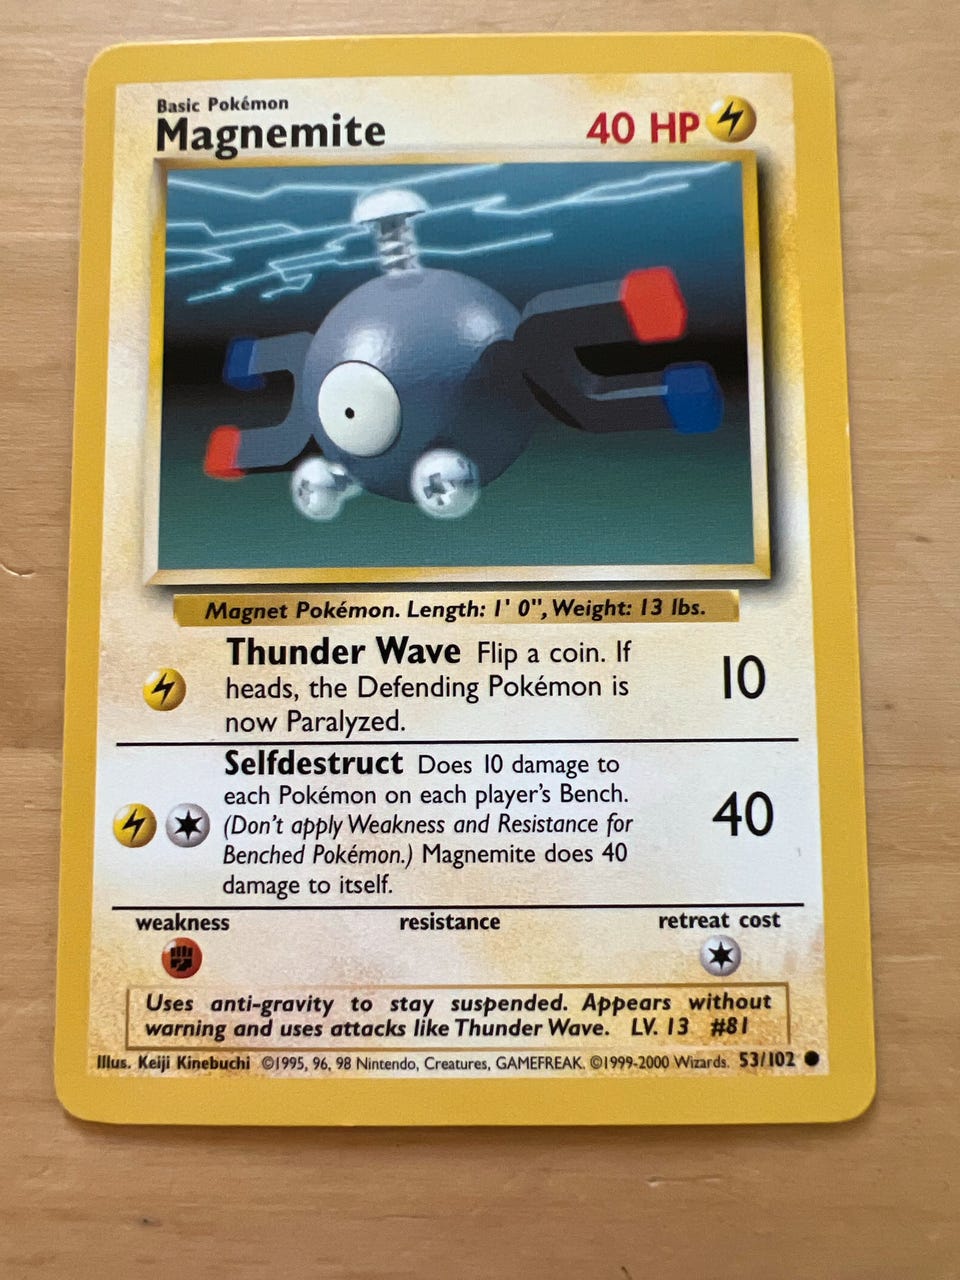 Basic Pokémon
Magnemite
40 HP
Magnet Pokémon. Length: 1' 0", Weight: 13 lbs.
Thunder Wave Flip a coin. If
heads, the Defending Pokémon is
now Paralyzed.
10
Selfdestruct Does 10 damage to
each Pokémon on each player's Bench.
(Don't apply Weakness and Resistance for
Benched Pokémon.) Magnemite does 40
damage to itself.
40
weakness resistance retreat cost
Uses anti-gravity to stay suspended. Appears without
warning and uses attacks like Thunder Wave. LV. 13 #81
Illus. Keiji Kinebuchi ©1995, 96, 98 Nintendo, Creatures, GAMEFREAK. ©1999-2000 Wizards. 53/102